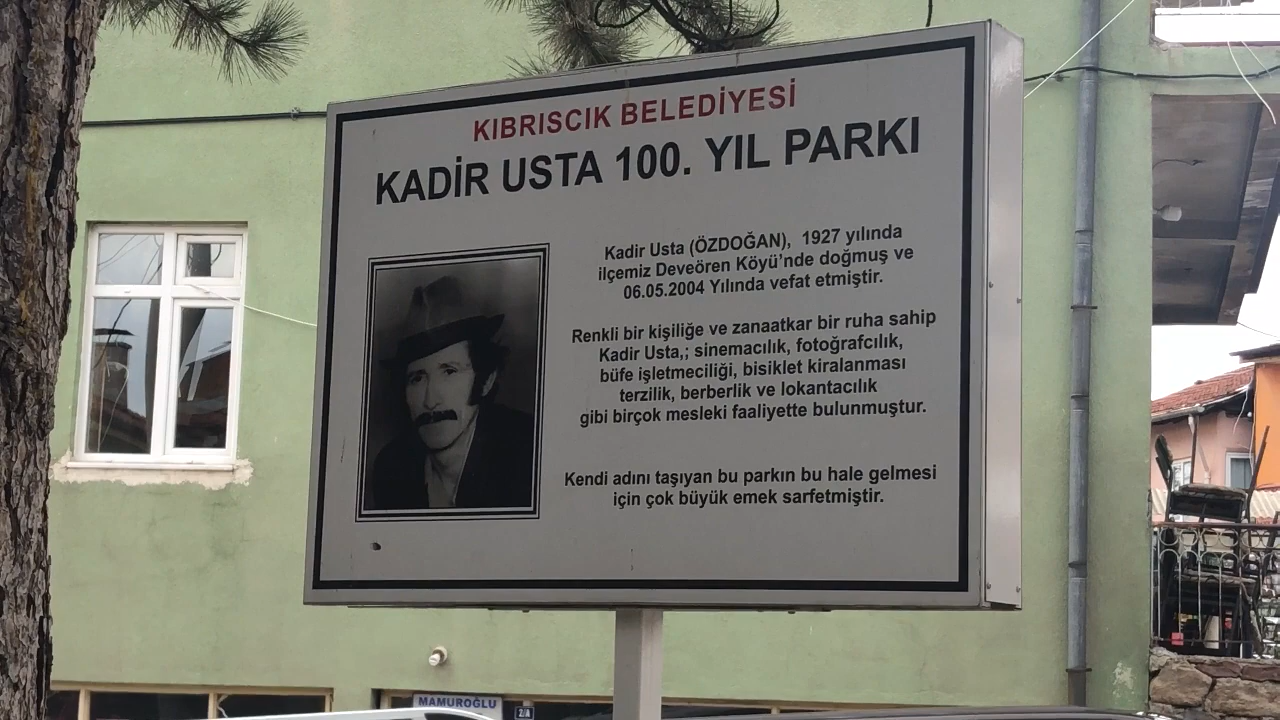 KIBRISCIK BELEDİYESİ
KADİR USTA 100. YIL PARKI
Kadir Usta (ÖZDOĞAN), 1927 yılında
ilçemiz Deveören Köyü'nde doğmuş ve
06.05.2004 Yılında vefat etmiştir.
Renkli bir kişiliğe ve zanaatkar bir ruha sahip
Kadir Usta,; sinemacılık, fotoğrafcılık,
büfe işletmeciliği, bisiklet kiralanması
terzilik, berberlik ve lokantacılık
gibi birçok mesleki faaliyette bulunmuştur.
Kendi adını taşıyan bu parkın bu hale gelmesi
için çok büyük emek sarfetmiştir.
MAMUROĞLU
2/A